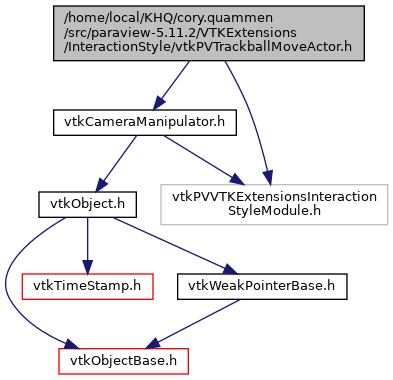 /home/local/KHQ/cory.quammen
/src/paraview-5.11.2/VTKExtensions
/InteractionStyle/vtkPVTrackballMoveActor.h
vtkCameraManipulator.h
vtkObject.h
vtkPVVTKExtensionsInteraction
StyleModule.h
vtkTimeStamp.h
vtkWeakPointerBase.h
vtkObjectBase.h